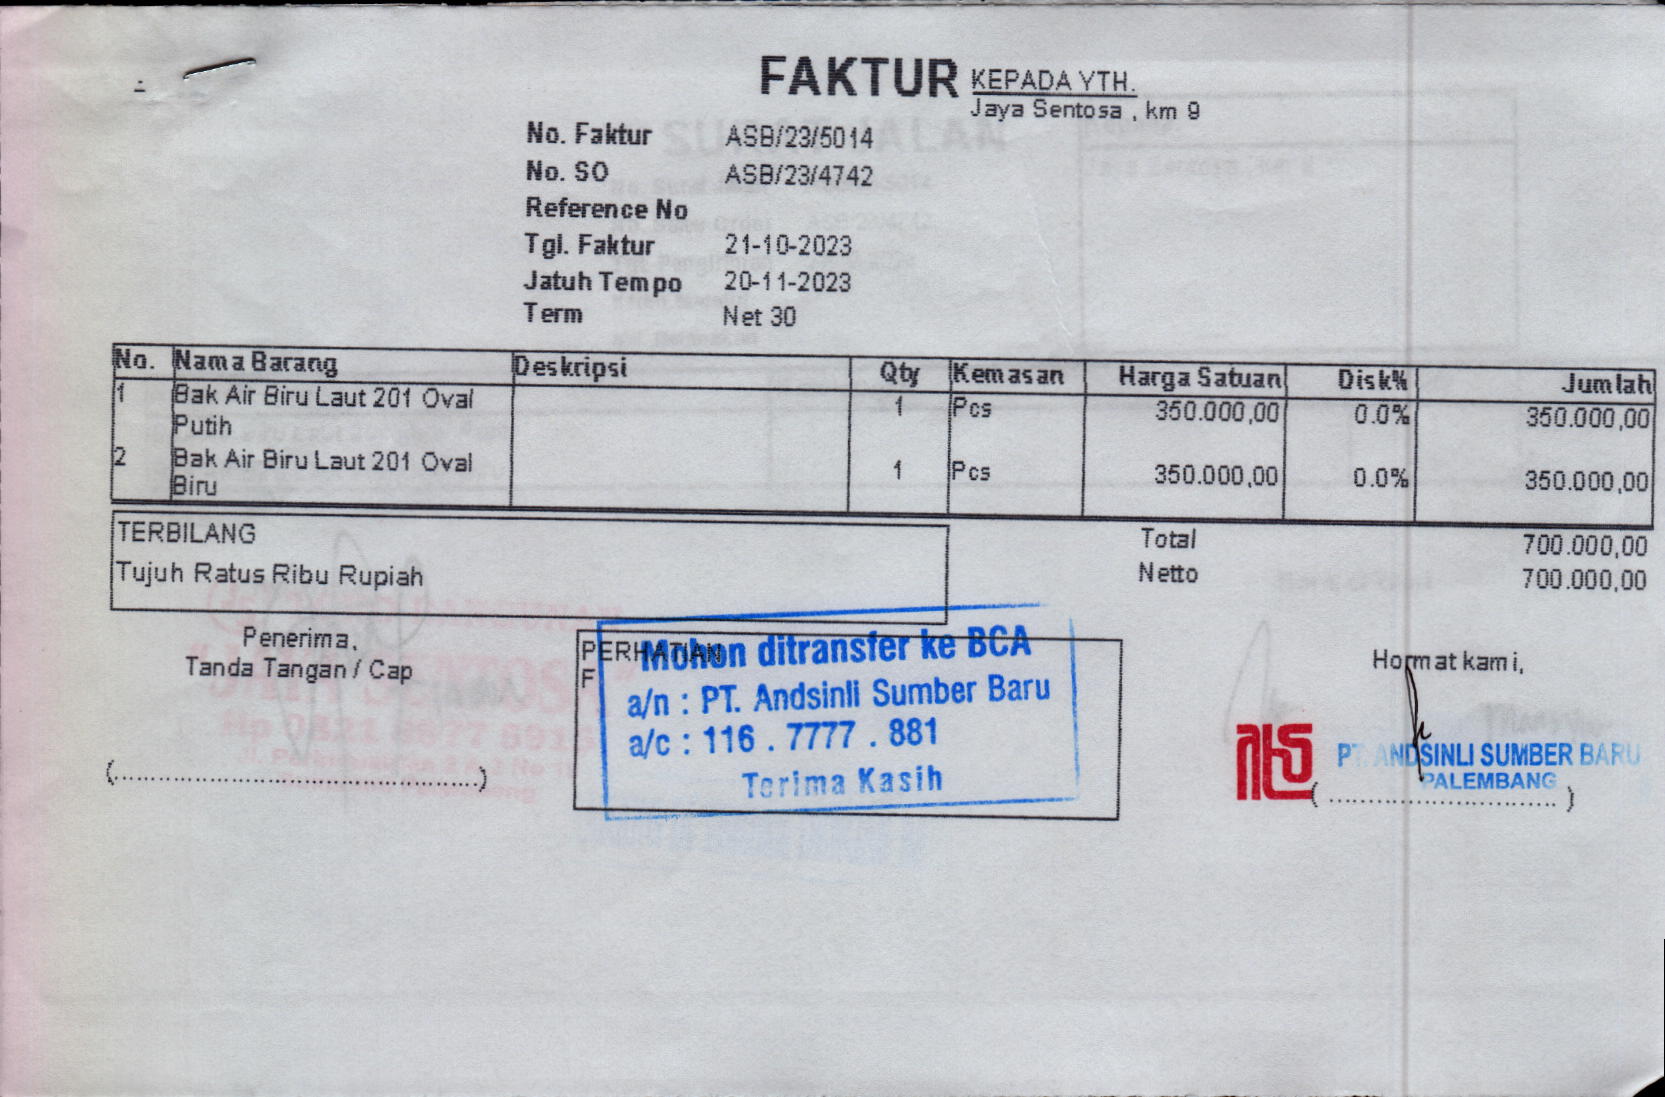 FAKTUR
KEPADA YTH.
Jaya Sentosa , km 9
No. Faktur ASB/23/5014
No. SO ASB/23/4742
Reference No
Tgl. Faktur 21-10-2023
Jatuh Tempo 20-11-2023
Term Net 30
No. Nama Barang Deskripsi Qty Kemasan Harga Satuan Disk% Jumlah
1 Bak Air Biru Laut 201 Oval 1 Pcs 350.000,00 0.0% 350.000,00
Putih
2 Bak Air Biru Laut 201 Oval 1 Pcs 350.000,00 0.0% 350.000,00
Biru
TERBILANG
Tujuh Ratus Ribu Rupiah
Total 700.000,00
Netto 700.000,00
Penerima,
Tanda Tangan / Cap
(............................................)
PERHATIAN
F
Mohon ditransfer ke BCA
a/n : PT. Andsinli Sumber Baru
a/c : 116 . 7777 . 881
Terima Kasih
Hormat kami,
PT. ANDSINLI SUMBER BARU
PALEMBANG
(............................)